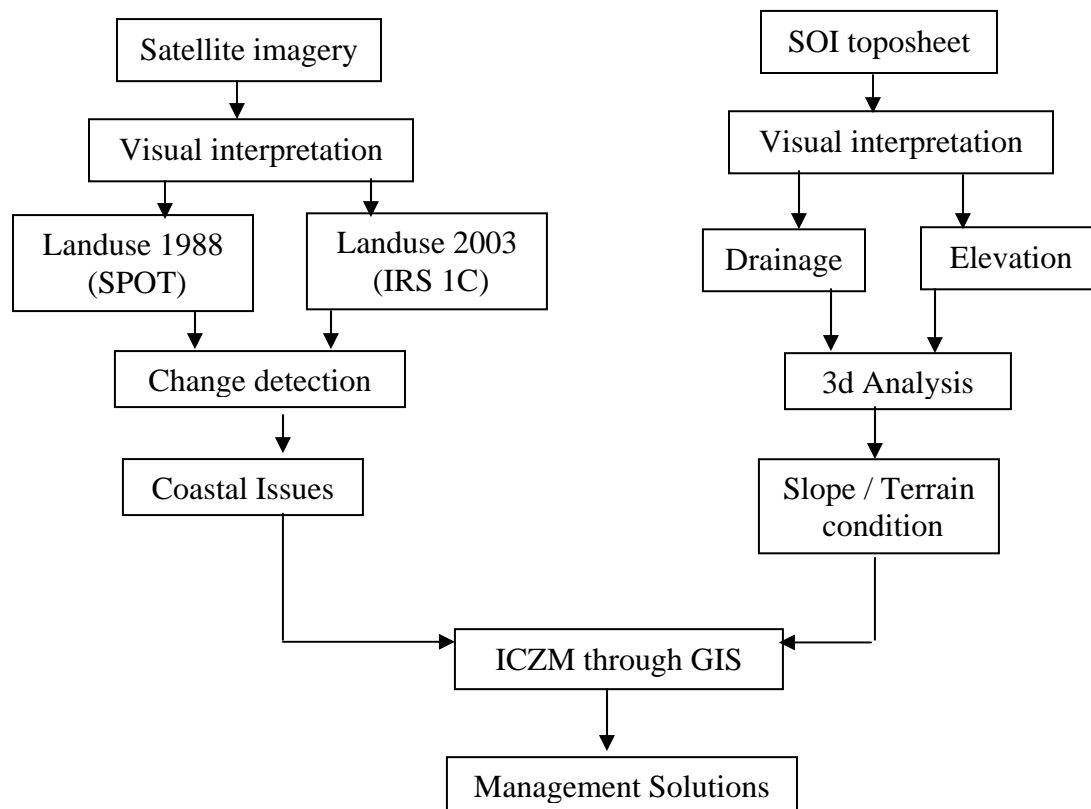 Satellite imagery
SOI toposheet
Visual interpretation
Visual interpretation
Landuse 1988
(SPOT)
Landuse 2003
(IRS 1C)
Drainage
Elevation
Change detection
3d Analysis
Coastal Issues
Slope / Terrain
condition
ICZM through GIS
Management Solutions